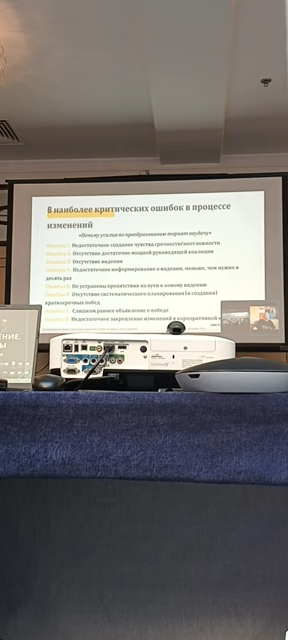 8 наиболее критических ошибок в процессе
изменений
«Почему усилия по преобразованию терпят неудачу»
Ошибка 1 Недостаточное создание чувства срочности/неотложности
Ошибка 2 Отсутствие достаточно мощной руководящей коалиции
Ошибка 3 Отсутствие видения
Ошибка 4 Недостаточное информирование о видении, меньше, чем нужно в
десять раз
Ошибка 5 Не устранены препятствия на пути к новому видению
Ошибка 6 Отсутствие систематического планирования (и создания)
краткосрочных побед
Ошибка 7 Слишком раннее объявление о победе
Ошибка 8 Недостаточное закрепление изменений в корпоративной
ЕНИЕ